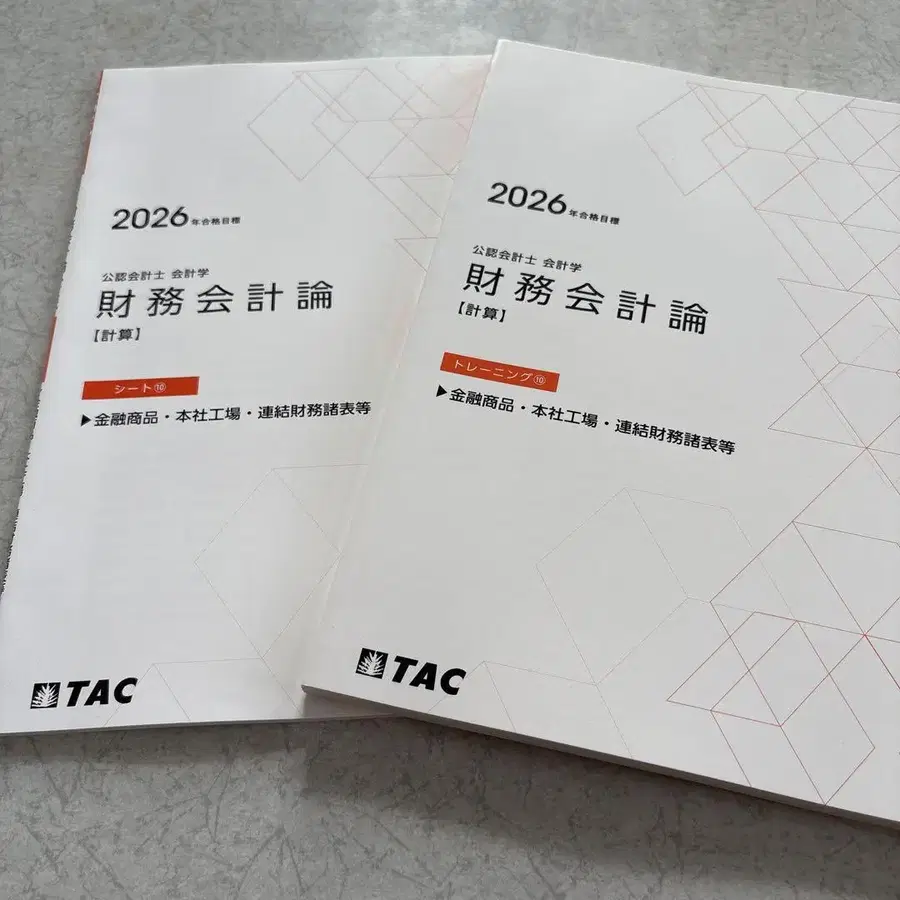 2026年合格目標
公認会計士 会計学
財務会計論
【計算】
シート⑩
▶金融商品・本社工場・連結財務諸表等
TAC
2026年合格目標
公認会計士 会計学
財務会計論
【計算】
トレーニング⑩
▶金融商品・本社工場・連結財務諸表等
TAC